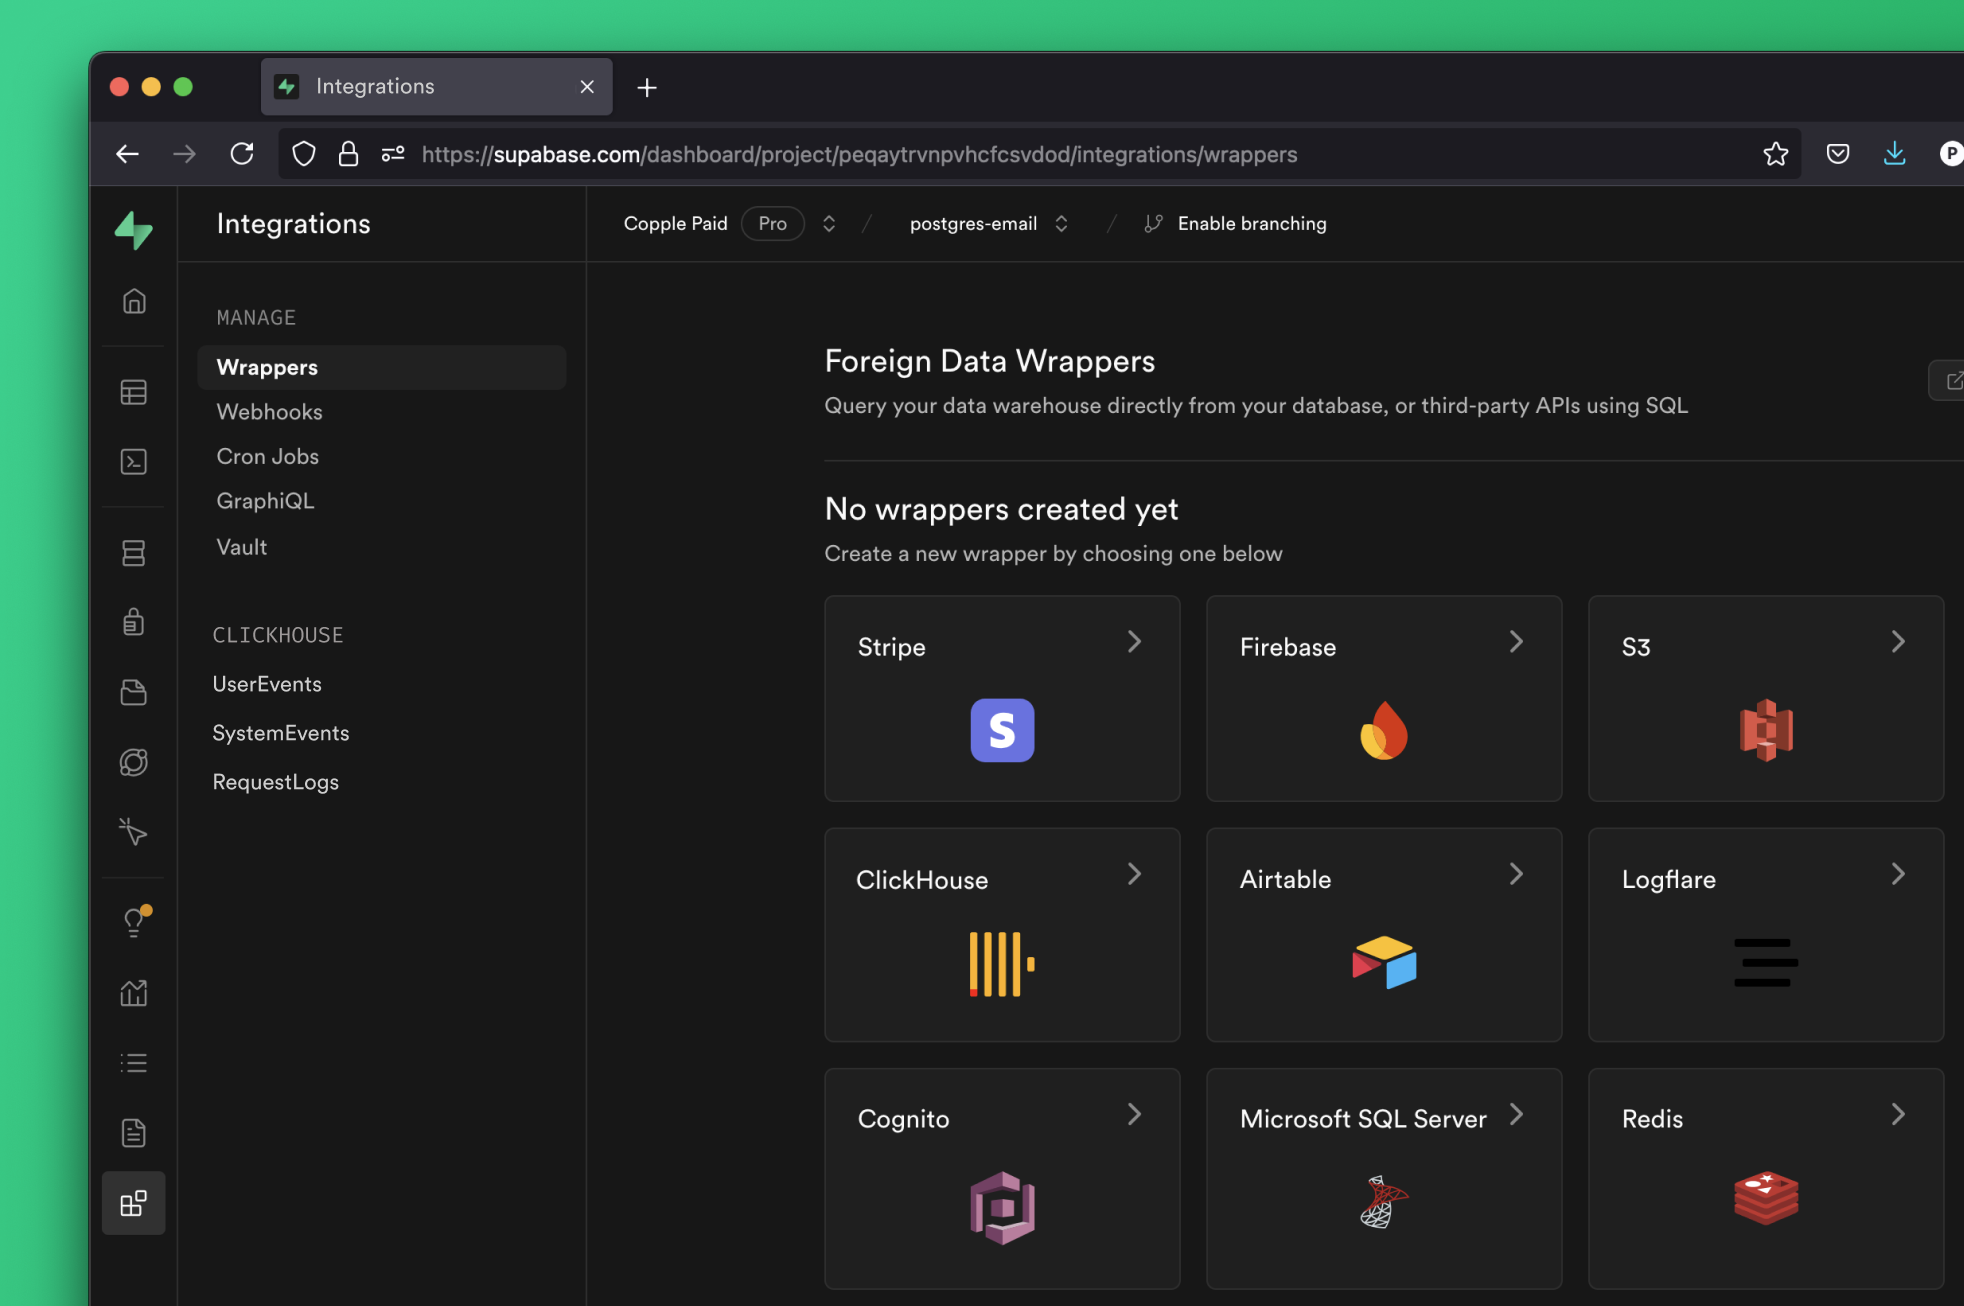 Integrations
https://supabase.com/dashboard/project/peqaytrvnpvhcfcsvdod/integrations/wrappers
P
Integrations
Copple Paid Pro / postgres-email / Enable branching
MANAGE
Wrappers
Webhooks
Cron Jobs
GraphiQL
Vault
CLICKHOUSE
UserEvents
SystemEvents
RequestLogs
Foreign Data Wrappers
Query your data warehouse directly from your database, or third-party APIs using SQL
No wrappers created yet
Create a new wrapper by choosing one below
Stripe
S
Firebase
S3
ClickHouse
Airtable
Logflare
Cognito
Microsoft SQL Server
Redis